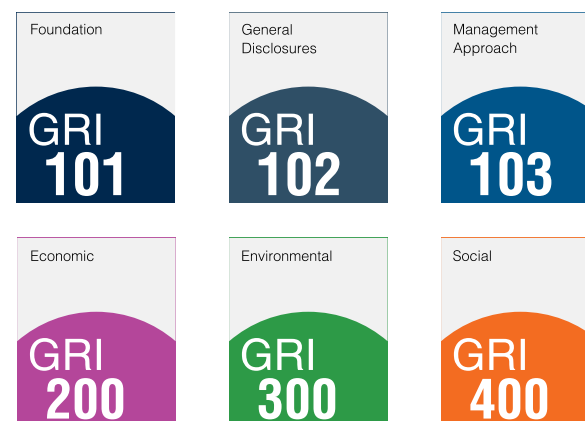 Foundation
GRI
101
General
Disclosures
GRI
102
Management
Approach
GRI
103
Economic
GRI
200
Environmental
GRI
300
Social
GRI
400